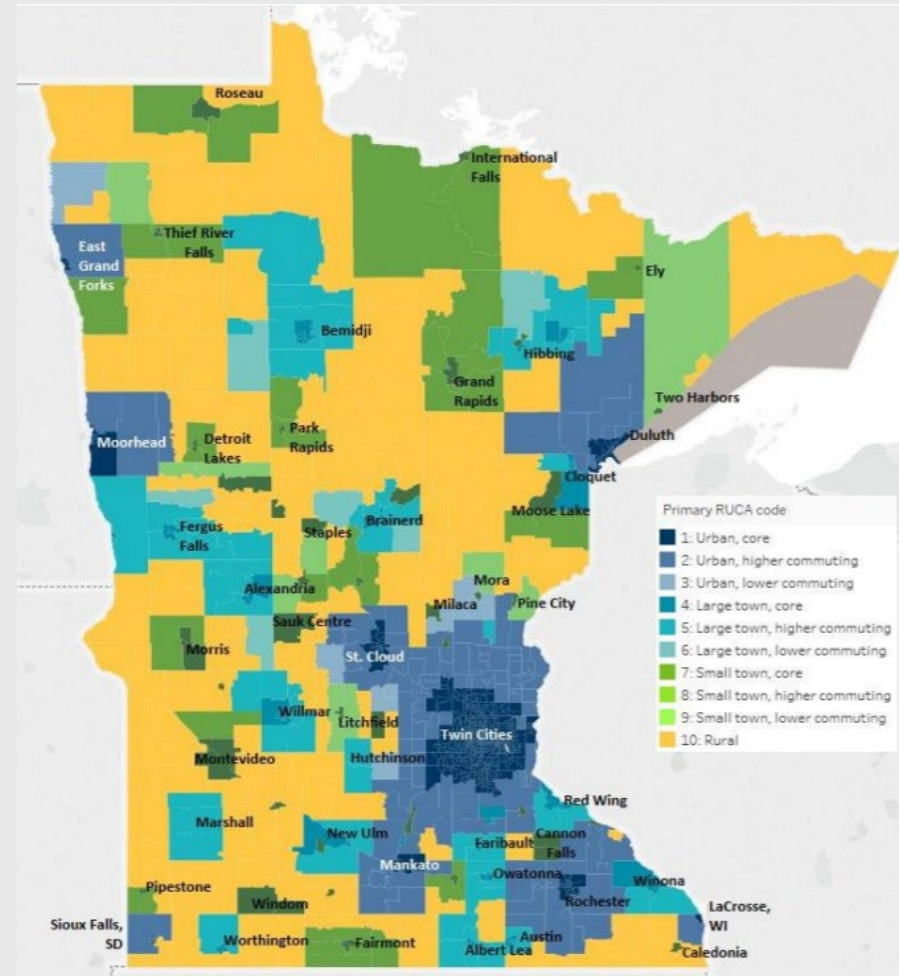 Roseau
International
Falls
Thief River
Falls
East
Grand
Forks
Ely
Bemidji
Hibbing
Grand
Rapids
Two Harbors
Park
Rapids
Moorhead
Detroit
Lakes
Duluth
Cloquet
Moose Lake
Brainerd
Staples
Fergus
Falls
Primary RUCA code
1: Urban, core
2: Urban, higher commuting
3: Urban, lower commuting
4: Large town, core
5: Large town, higher commuting
6: Large town, lower commuting
7: Small town, core
8: Small town, higher commuting
9: Small town, lower commuting
10: Rural
Mora
Alexandria
Milaca
Pine City
Sauk Centre
Morris
St. Cloud
Willmar
Litchfield
Twin Cities
Montevideo
Hutchinson
Red Wing
Marshall
New Ulm
Faribault
Cannon
Falls
Mankato
Owatonna
Winona
Pipestone
Windom
Rochester
LaCrosse,
WI
Sioux Falls,
SD
Worthington
Fairmont
Albert Lea
Austin
Caledonia